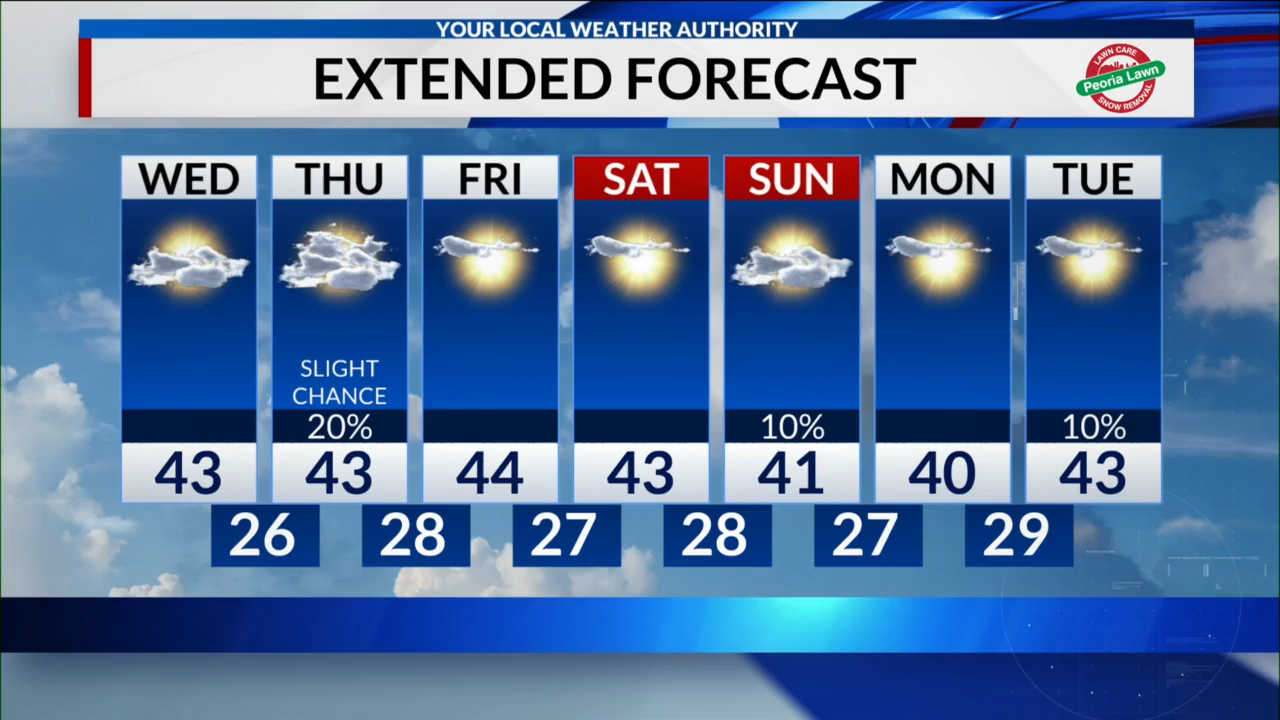 YOUR LOCAL WEATHER AUTHORITY
EXTENDED FORECAST
LAWN CARE
Peoria Lawn
SNOW REMOVAL
WED THU FRI SAT SUN MON TUE
SLIGHT
CHANCE
20% 10% 10%
43 43 44 43 41 40 43
26 28 27 28 27 29